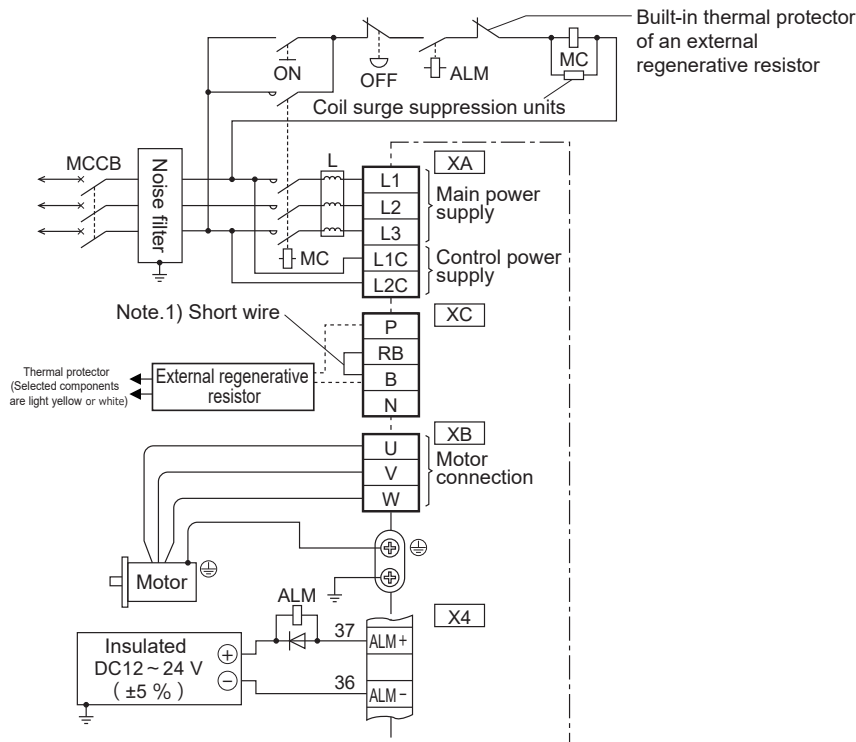 Built-in thermal protector
of an external
regenerative resistor
ON
OFF
ALM
MC
Coil surge suppression units
MCCB
Noise filter
L
MC
XA
L1
L2
L3
L1C
L2C
Main power
supply
Control power
supply
Note.1) Short wire
XC
P
RB
B
N
Thermal protector
(Selected components
are light yellow or white)
External regenerative
resistor
XB
U
V
W
Motor
connection
Motor
ALM
X4
Insulated
DC12~24 V
( ±5 % )
+
−
37
ALM+
36
ALM−